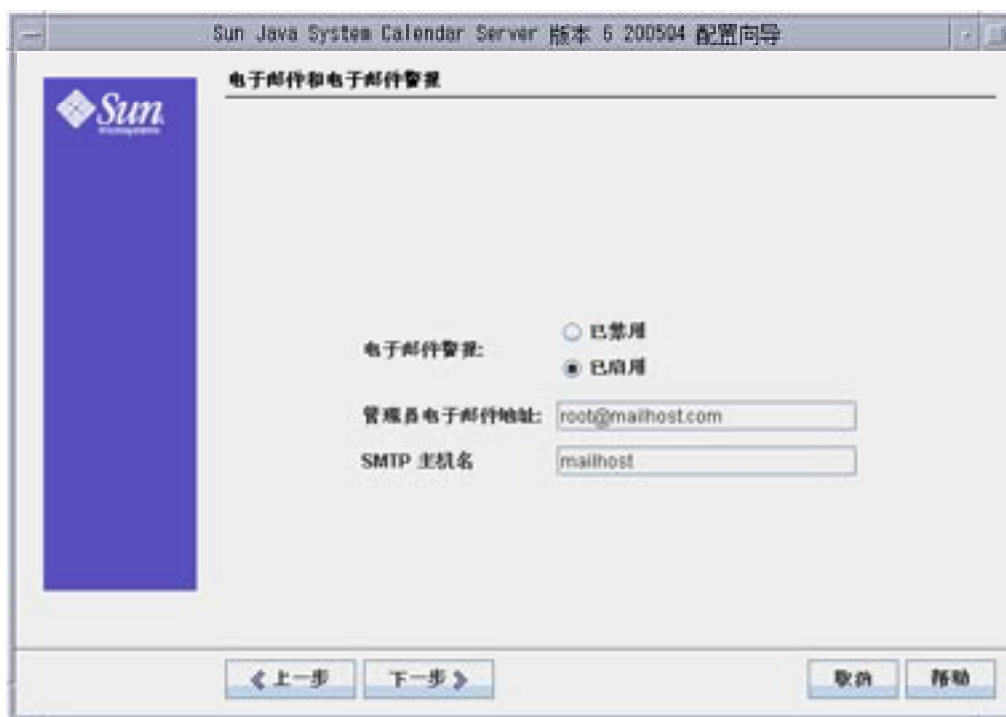 Sun Java System Calendar Server 版本 6 2005Q4 配置向导
电子邮件和电子邮件警报
Sun
microsystems
电子邮件警报:
已禁用
已启用
管理员电子邮件地址:
root@mailhost.com
SMTP 主机名
mailhost
上一步
下一步
取消
帮助